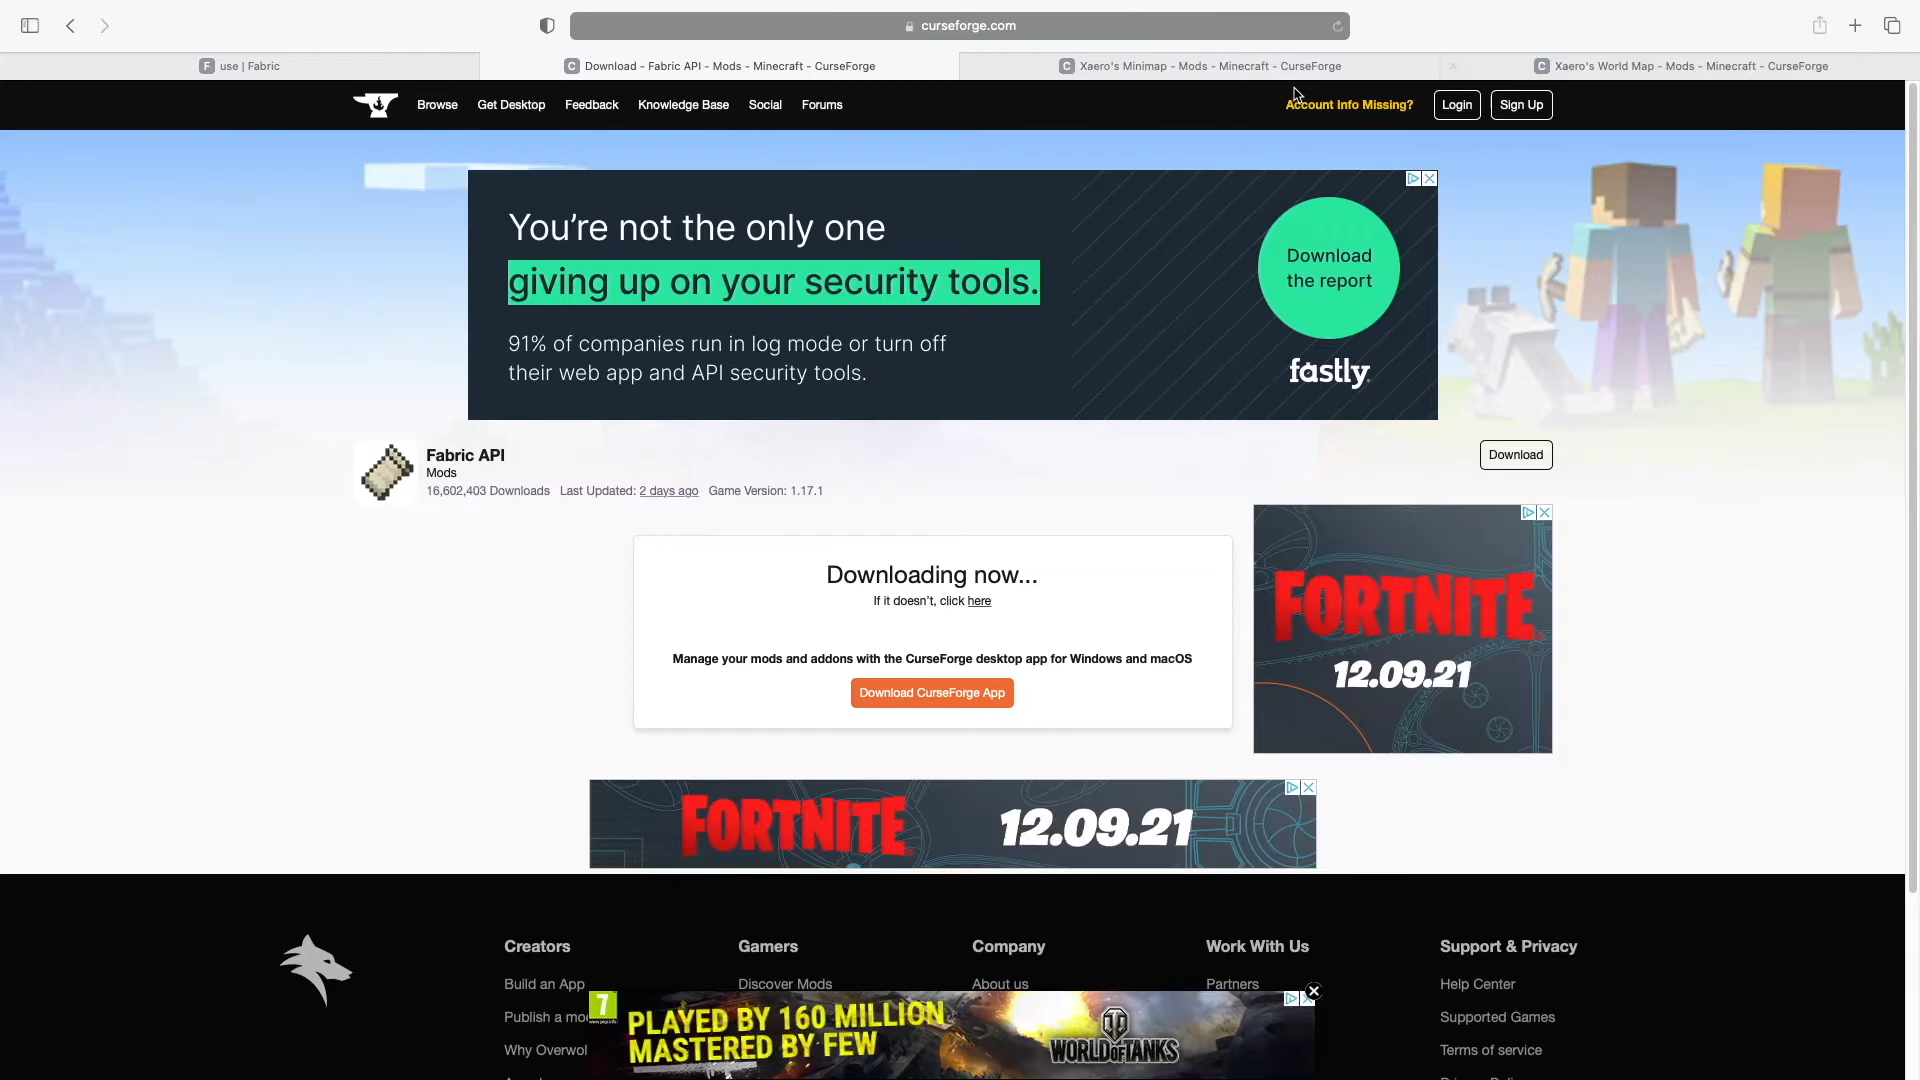 curseforge.com
F use | Fabric
C Download - Fabric API - Mods - Minecraft - CurseForge
C Xaero's Minimap - Mods - Minecraft - CurseForge
C Xaero's World Map - Mods - Minecraft - CurseForge
Browse Get Desktop Feedback Knowledge Base Social Forums
Account Info Missing? Login Sign Up
You're not the only one
giving up on your security tools.
91% of companies run in log mode or turn off
their web app and API security tools.
Download
the report
fastly
Fabric API
Mods
16,602,403 Downloads Last Updated: 2 days ago Game Version: 1.17.1
Download
Downloading now...
If it doesn't, click here
Manage your mods and addons with the CurseForge desktop app for Windows and macOS
Download CurseForge App
FORTNITE
12.09.21
FORTNITE 12.09.21
Creators Gamers Company Work With Us Support & Privacy
Build an App Discover Mods About us Partners Help Center
Publish a mo
Supported Games
Why Overwol
Terms of service
7
PLAYED BY 160 MILLION
MASTERED BY FEW
WORLD OF TANKS